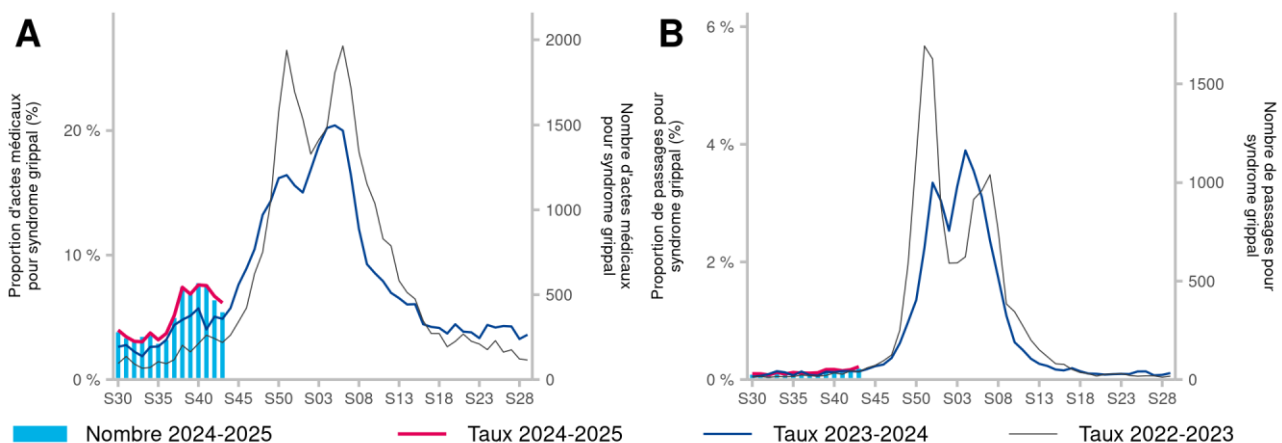 A
Proportion d'actes médicaux
pour syndrome grippal (%)
20 %
10 %
0 %
2000
1500
1000
500
0
Nombre d'actes médicaux
pour syndrome
grippal
S30 S35 S40 S45 S50 S03 S08 S13 S18 S23 S28
B
Proportion de passages pour
syndrome grippal (%)
6 %
4 %
2 %
0 %
1500
1000
500
0
Nombre de passages pour
syndrome grippal
S30 S35 S40 S45 S50 S03 S08 S13 S18 S23 S28
Nombre 2024-2025 Taux 2024-2025 Taux 2023-2024 Taux 2022-2023